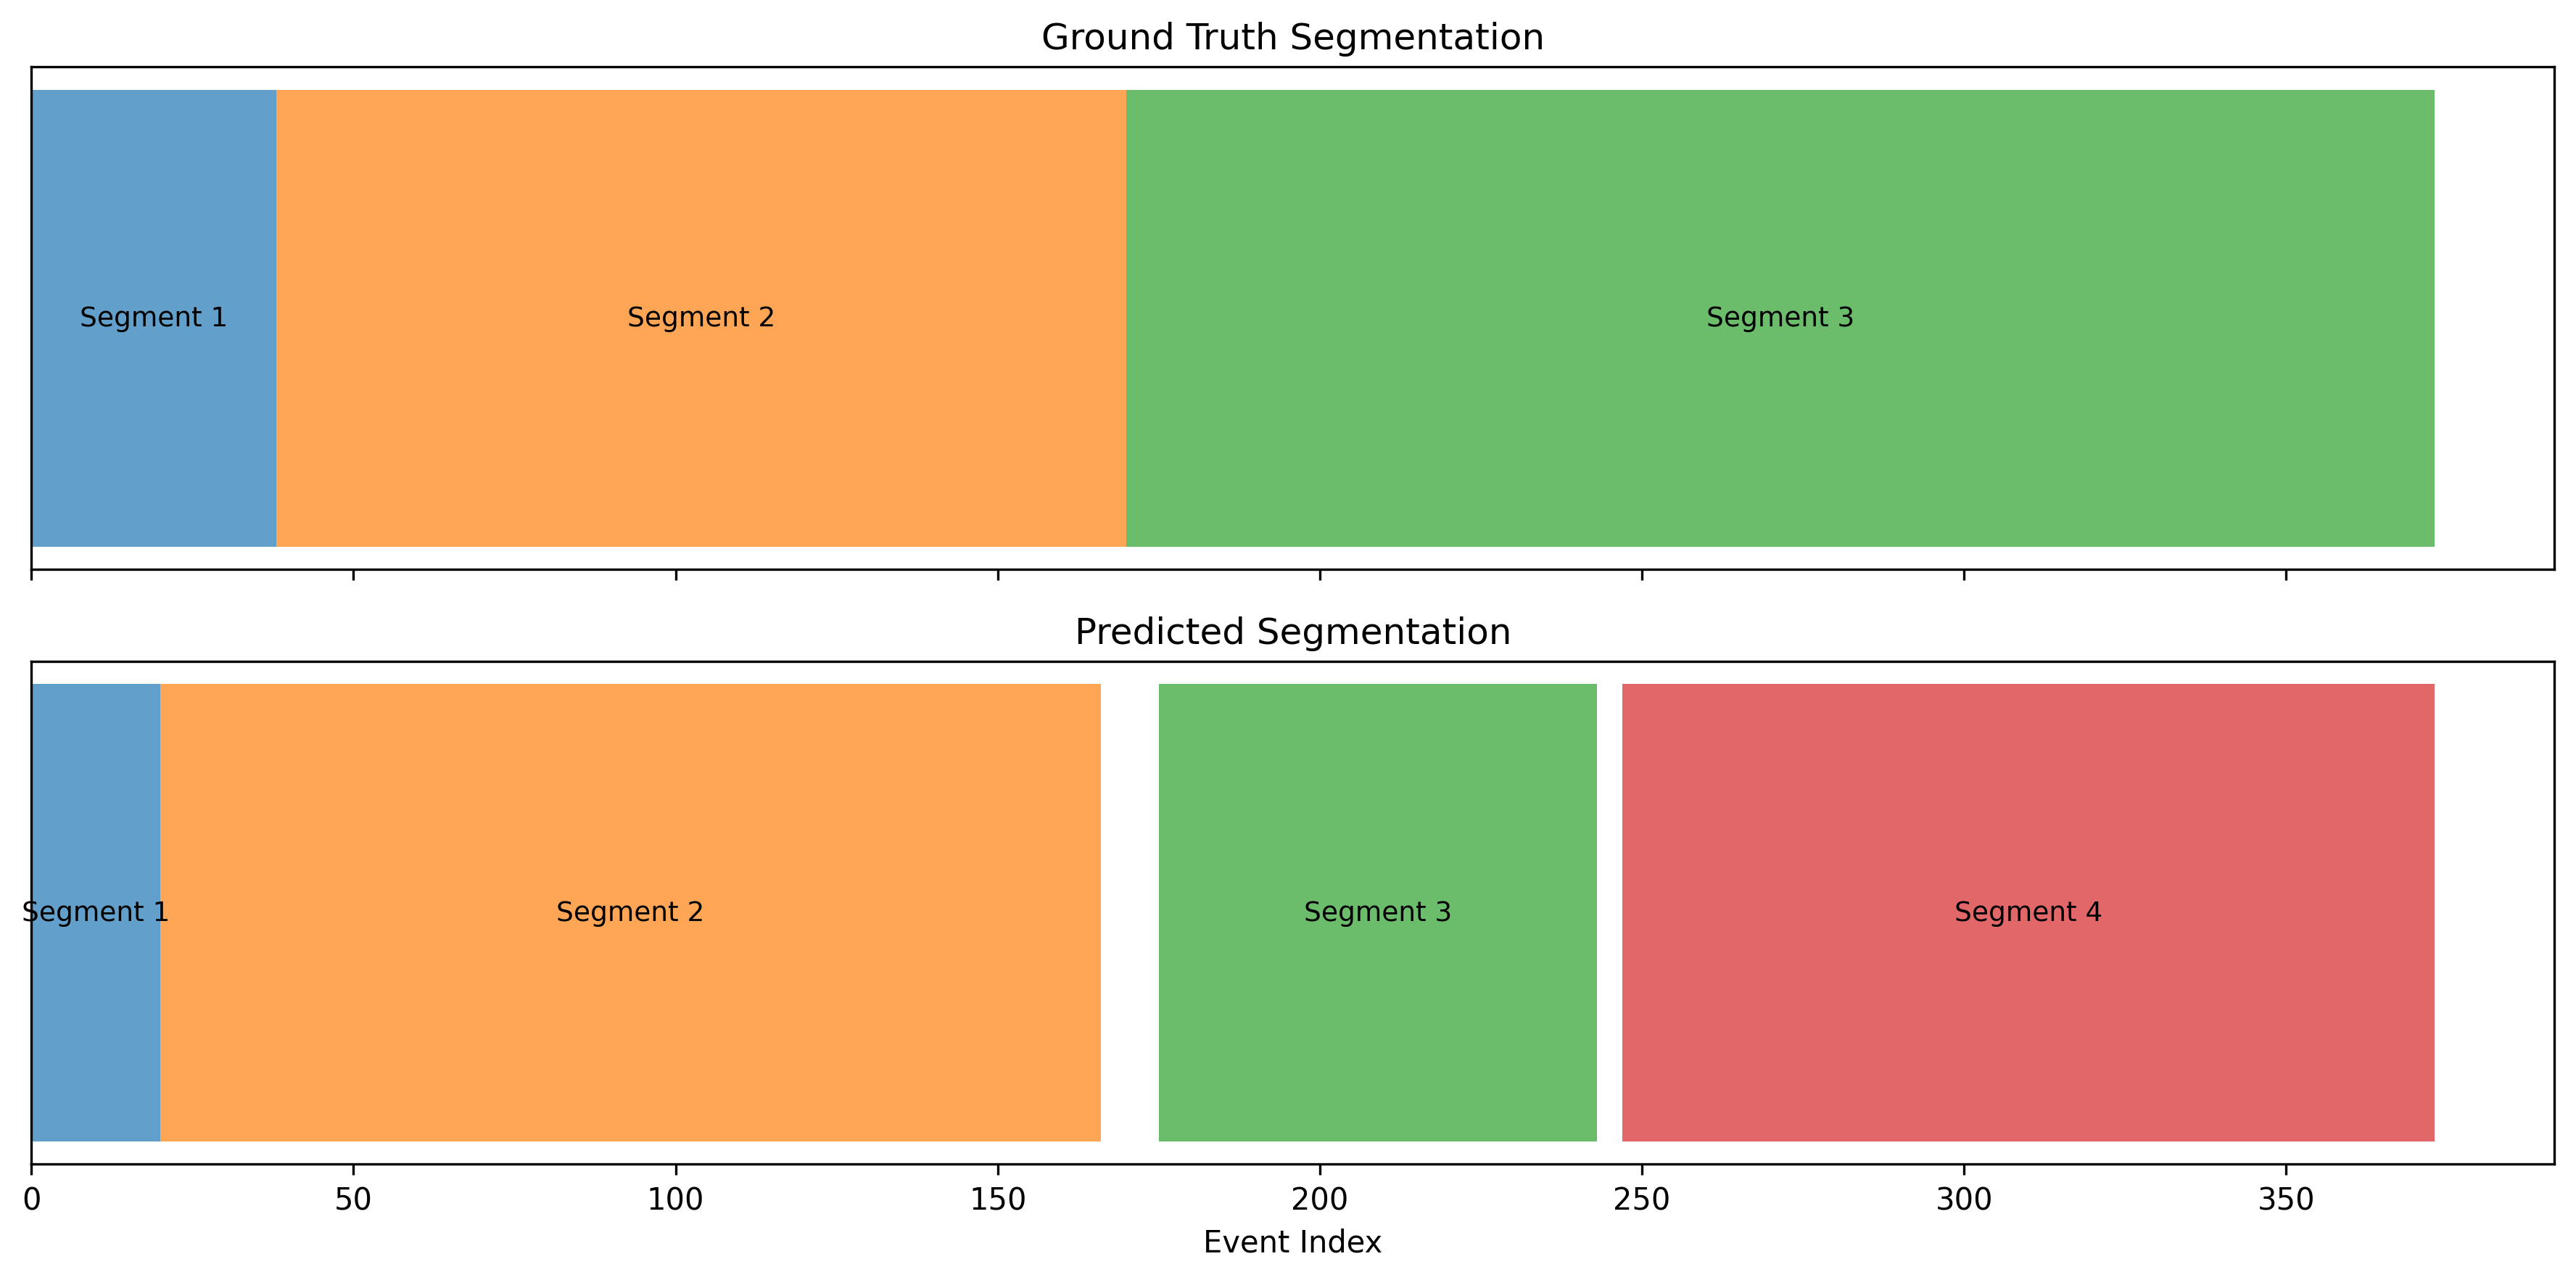 Ground Truth Segmentation
Segment 1 Segment 2 Segment 3
Predicted Segmentation
Segment 1 Segment 2 Segment 3 Segment 4
0 50 100 150 200 250 300 350
Event Index